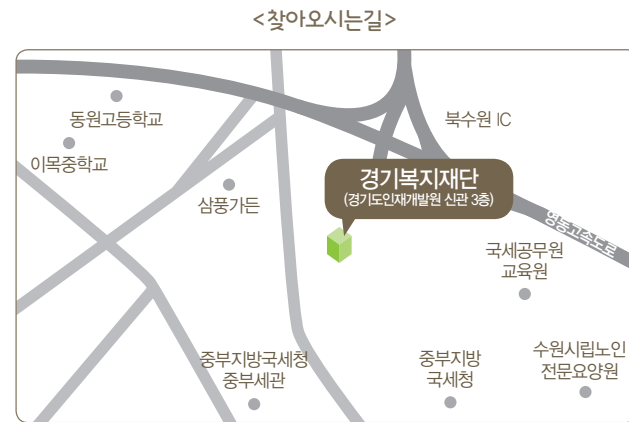 <찾아오시는길>
동원고등학교
북수원 IC
이목중학교
경기복지재단
(경기도인재개발원 신관 3층)
삼풍가든
영동고속도로
국세공무원
교육원
중부지방국세청
중부세관
중부지방
국세청
수원시립노인
전문요양원